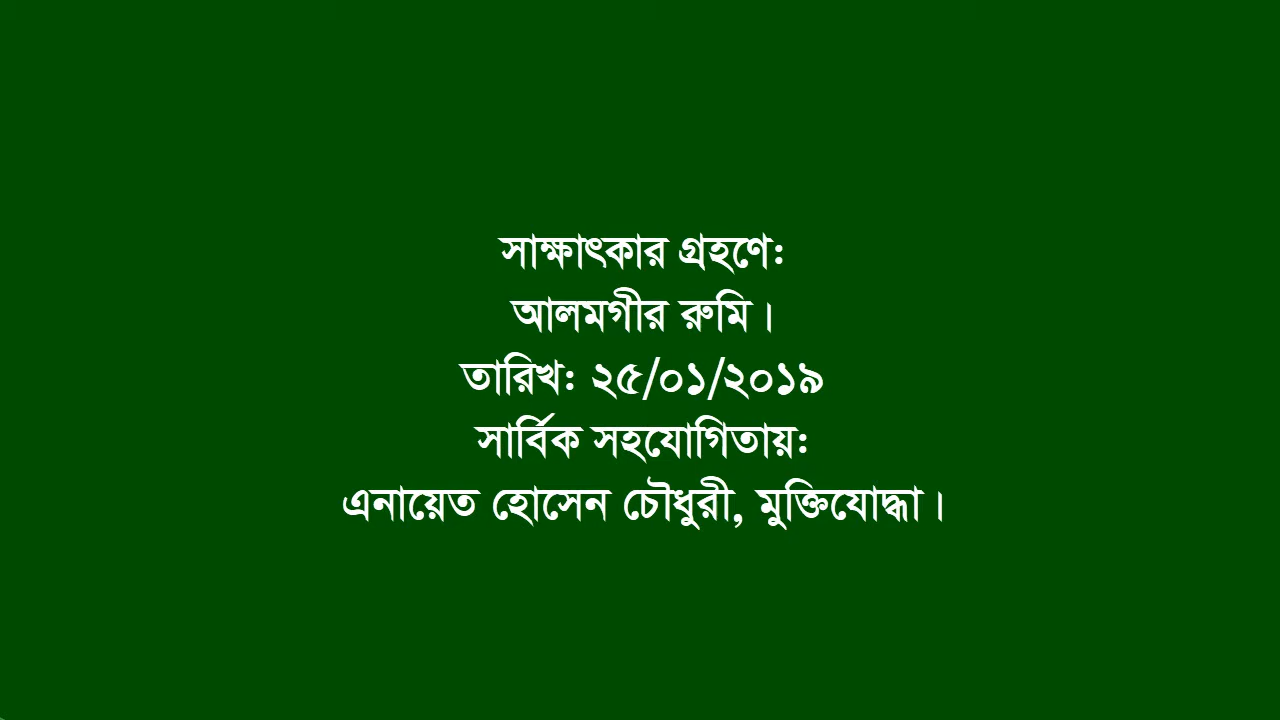 সাক্ষাৎকার গ্রহণে:
আলমগীর রুমি।
তারিখ: ২৫/০১/২০১৯
সার্বিক সহযোগিতায়:
এনায়েত হোসেন চৌধুরী, মুক্তিযোদ্ধা।